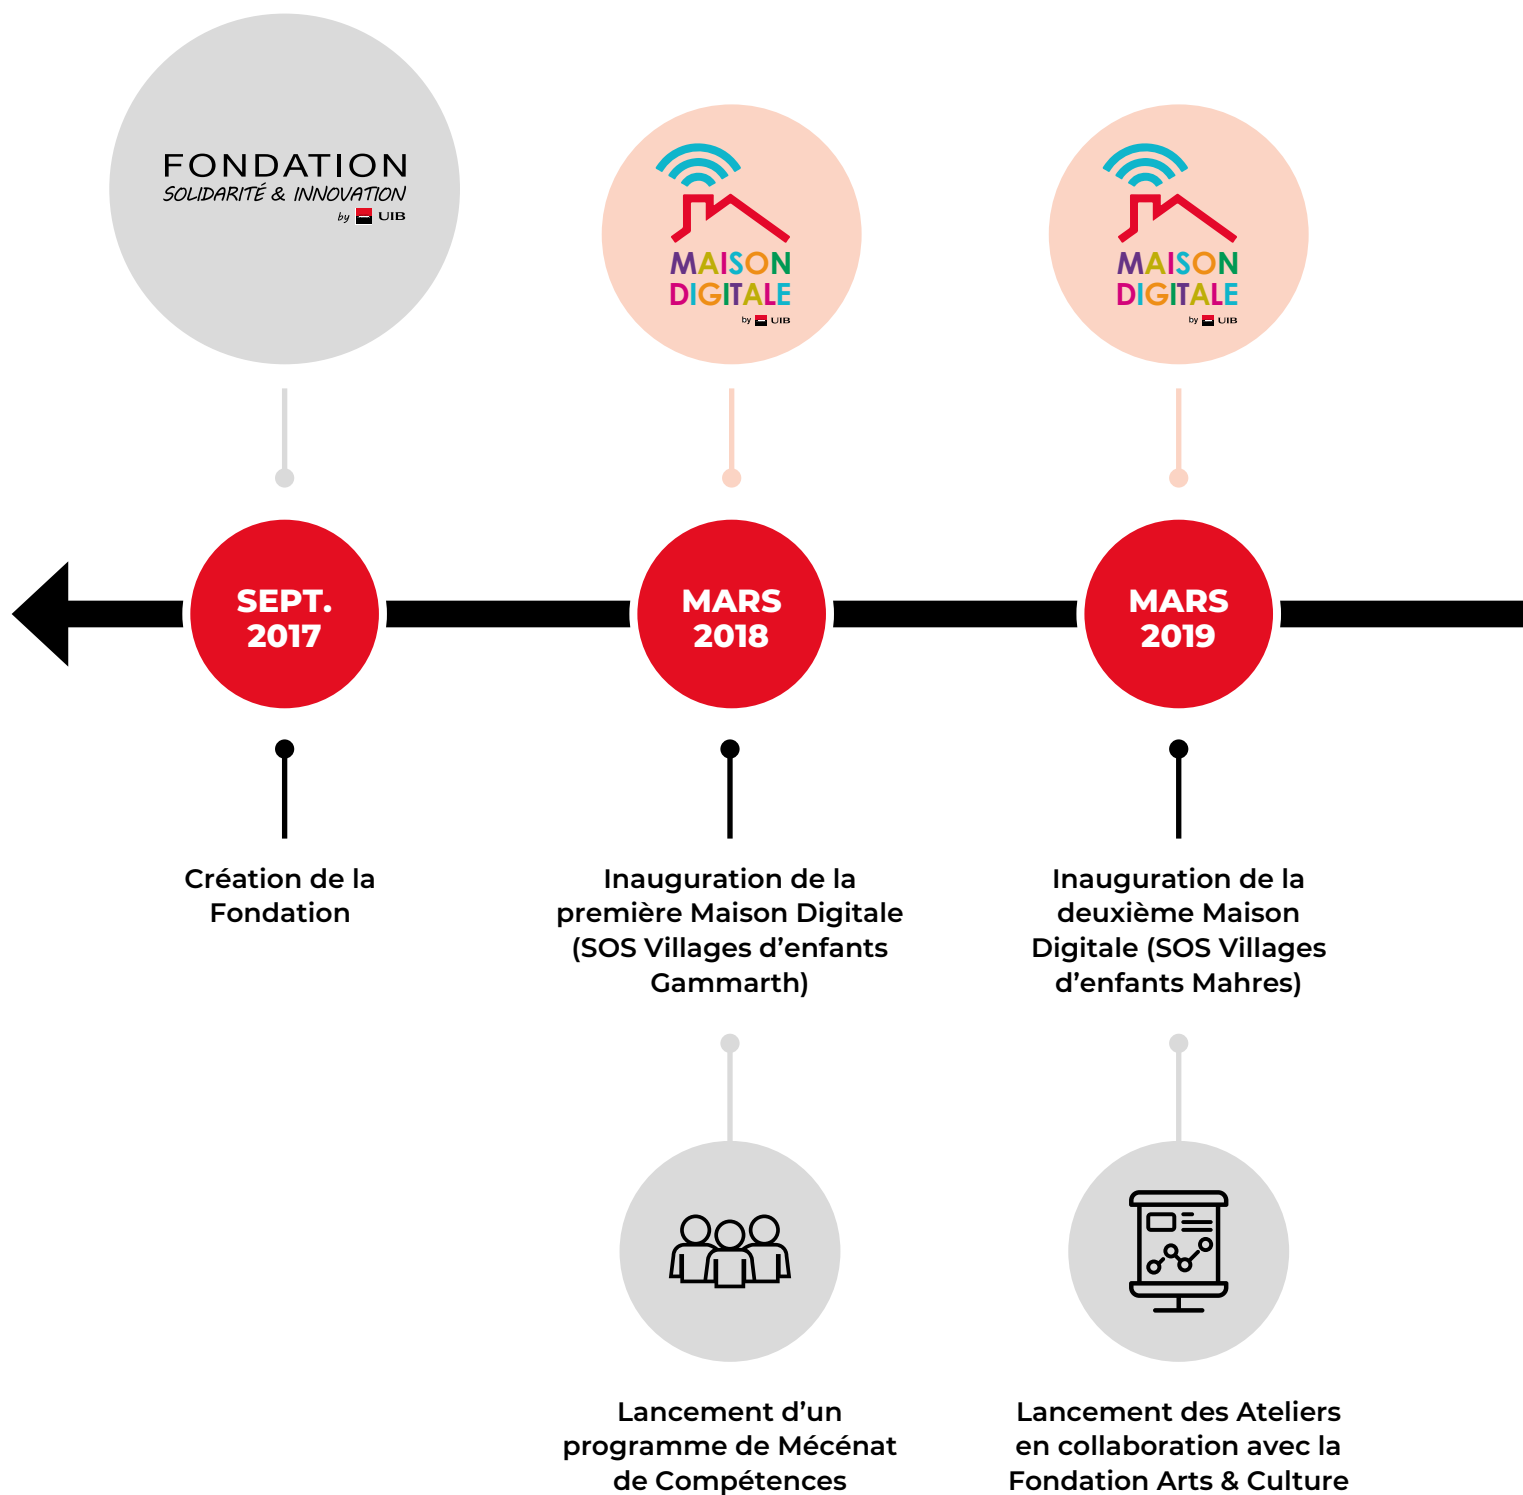 FONDATION
SOLIDARITÉ & INNOVATION
by UIB
MAISON
DIGITALE
by UIB
MAISON
DIGITALE
by UIB
SEPT.
2017
MARS
2018
MARS
2019
Création de la
Fondation
Inauguration de la
première Maison Digitale
(SOS Villages d’enfants
Gammarth)
Inauguration de la
deuxième Maison
Digitale (SOS Villages
d’enfants Mahres)
Lancement d’un
programme de Mécénat
de Compétences
Lancement des Ateliers
en collaboration avec la
Fondation Arts & Culture